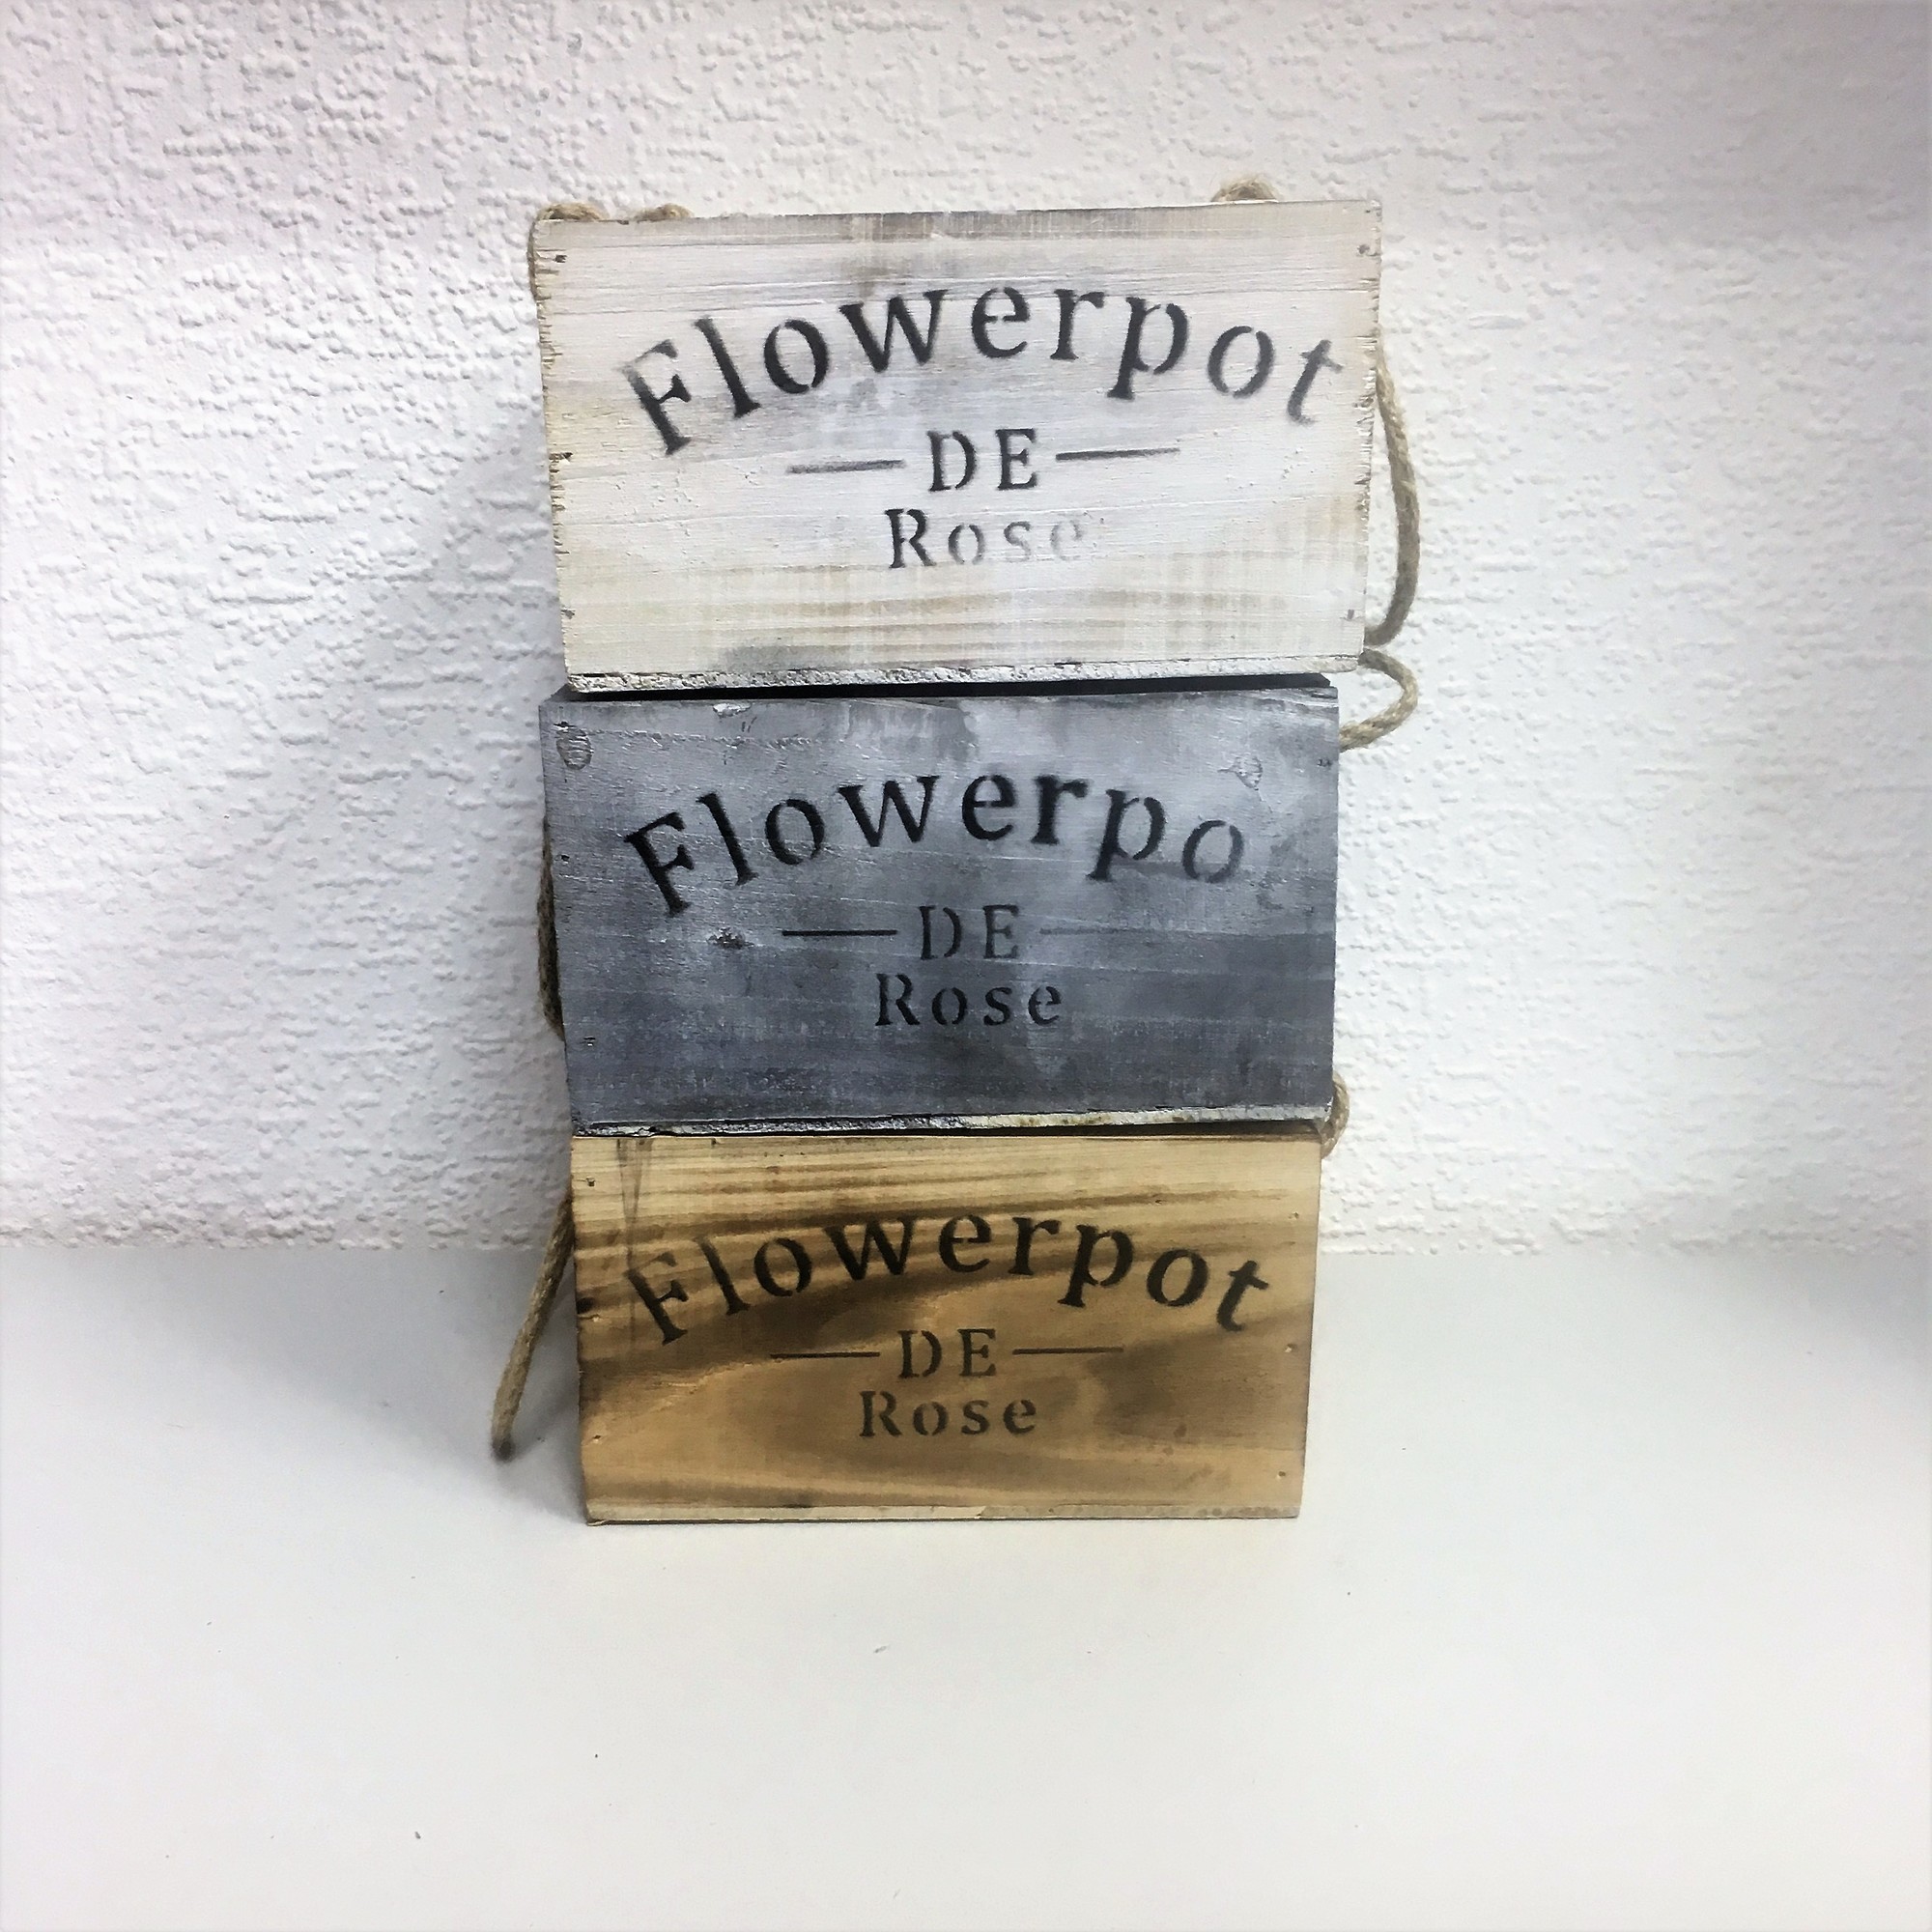 Flowerpot
— DE —
Rose
Flowerpo
— DE —
Rose
Flowerpot
— DE —
Rose